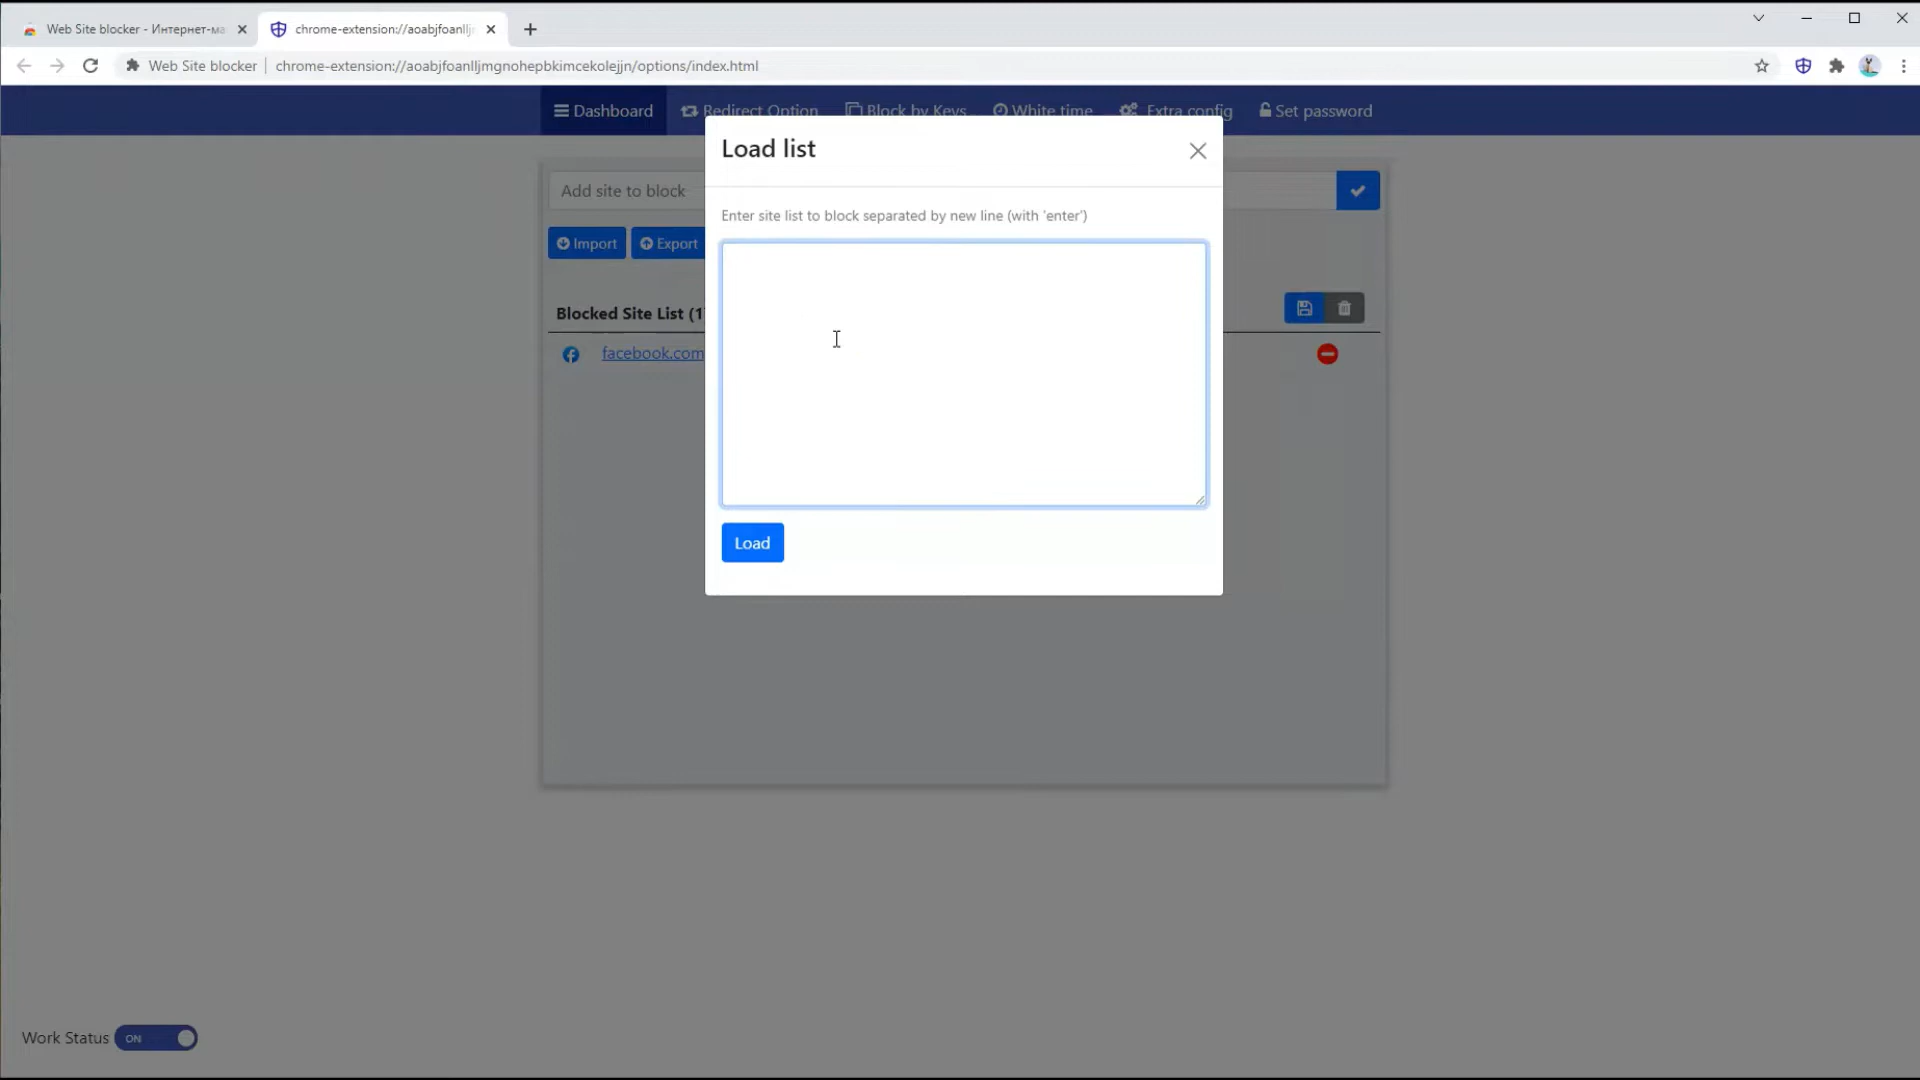 Web Site blocker - Интернет-ма
chrome-extension://aoabjfoanllj
Web Site blocker
chrome-extension://aoabjfoanlljmgnohepbkimcekolejjn/options/index.html
Dashboard
Redirect Option
Block by Keys
White time
Extra config
Set password
Load list
Add site to block
Enter site list to block separated by new line (with 'enter')
Import
Export
Blocked Site List (1
facebook.com
Load
Work Status
ON